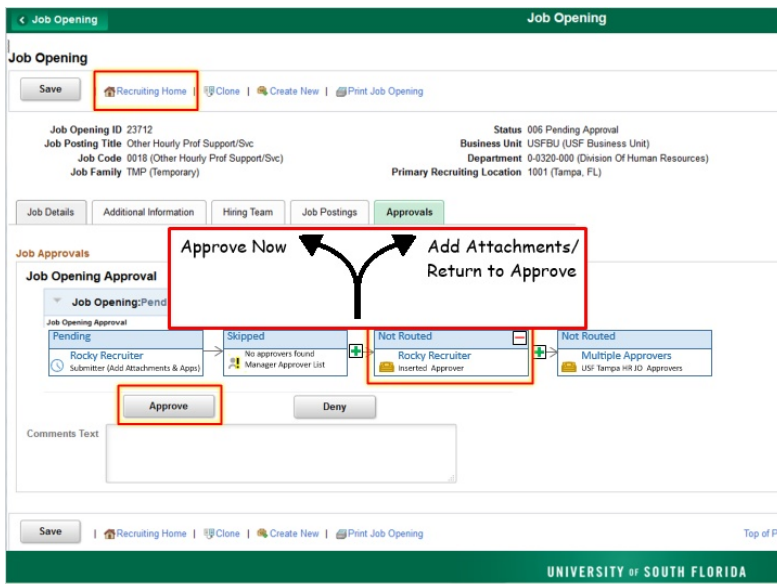 Job Opening
Job Opening
Job Opening
Save | Recruiting Home | Clone | Create New | Print Job Opening
Job Opening ID 23712
Status 006 Pending Approval
Job Posting Title Other Hourly Prof Support/Svc
Business Unit USFBU (USF Business Unit)
Job Code 0018 (Other Hourly Prof Support/Svc)
Department 0-0320-000 (Division Of Human Resources)
Job Family TMP (Temporary)
Primary Recruiting Location 1001 (Tampa, FL)
Job Details Additional Information Hiring Team Job Postings Approvals
Approve Now
Add Attachments/
Return to Approve
Job Approvals
Job Opening Approval
Job Opening:Pend
Job Opening Approval
Pending
Rocky Recruiter
Submitter (Add Attachments & Apps)
Skipped
No approvers found
Manager Approver List
Not Routed
Rocky Recruiter
Inserted Approver
Not Routed
Multiple Approvers
USF Tampa HR JO Approvers
Approve Deny
Comments Text
Save | Recruiting Home | Clone | Create New | Print Job Opening
Top of P
UNIVERSITY OF SOUTH FLORIDA